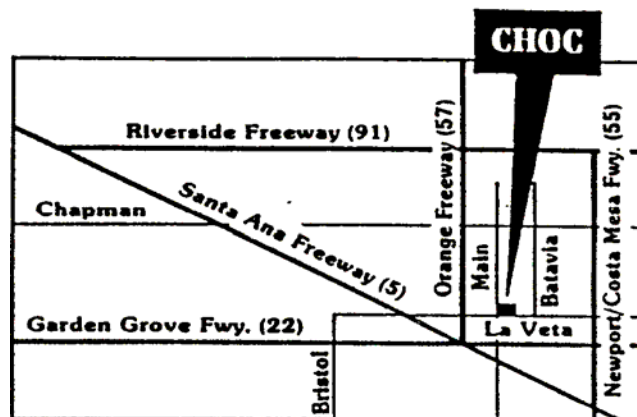 CHOC
Riverside Freeway (91)
Orange Freeway (57)
Newport/Costa Mesa Fwy. (55)
Santa Ana Freeway (5)
Chapman
Main
Batavia
Garden Grove Fwy. (22)
La Veta
Bristol